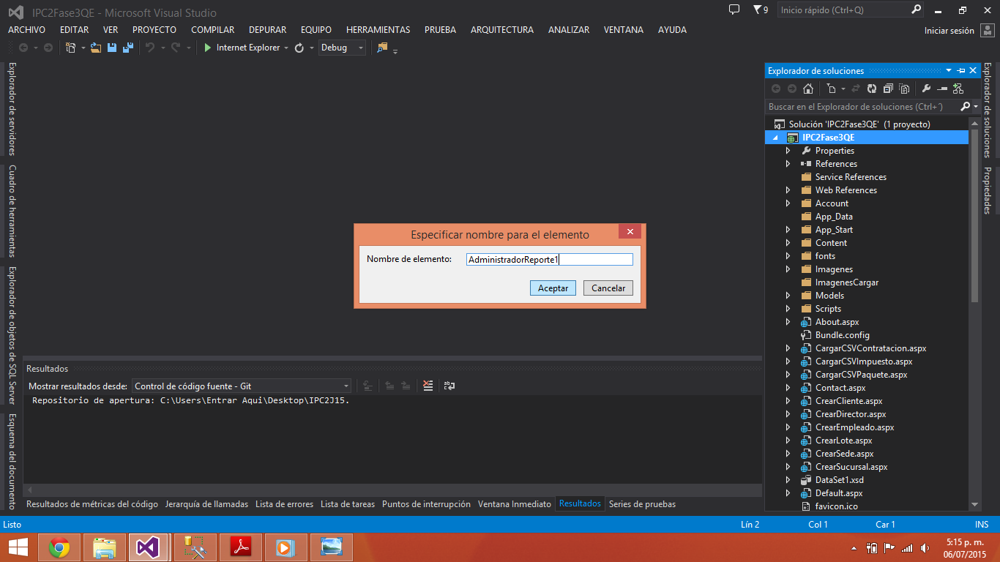 IPC2Fase3QE - Microsoft Visual Studio
9
Inicio rápido (Ctrl+Q)
ARCHIVO EDITAR VER PROYECTO COMPILAR DEPURAR EQUIPO HERRAMIENTAS PRUEBA ARQUITECTURA ANALIZAR VENTANA AYUDA
Iniciar sesión
Internet Explorer
Debug
Explorador de servidores
Cuadro de herramientas
Explorador de objetos de SQL Server
Esquema del documento
Especificar nombre para el elemento
Nombre de elemento: AdministradorReporte1
Aceptar Cancelar
Resultados
Mostrar resultados desde: Control de código fuente - Git
Repositorio de apertura: C:\Users\Entrar Aqui\Desktop\IPC2J15.
Resultados de métricas del código Jerarquía de llamadas Lista de errores Lista de tareas Puntos de interrupción Ventana Inmediato Resultados Series de pruebas
Explorador de soluciones
Buscar en el Explorador de soluciones (Ctrl+´)
Solución 'IPC2Fase3QE' (1 proyecto)
IPC2Fase3QE
Properties
References
Service References
Web References
Account
App_Data
App_Start
Content
fonts
Imagenes
ImagenesCargar
Models
Scripts
About.aspx
Bundle.config
CargarCSVContratacion.aspx
CargarCSVImpuesto.aspx
CargarCSVPaquete.aspx
Contact.aspx
CrearCliente.aspx
CrearDirector.aspx
CrearEmpleado.aspx
CrearLote.aspx
CrearSede.aspx
CrearSucursal.aspx
DataSet1.xsd
Default.aspx
favicon.ico
Explorador de soluciones
Propiedades
Listo
Lín 2 Col 1 Car 1 INS
5:15 p. m.
06/07/2015